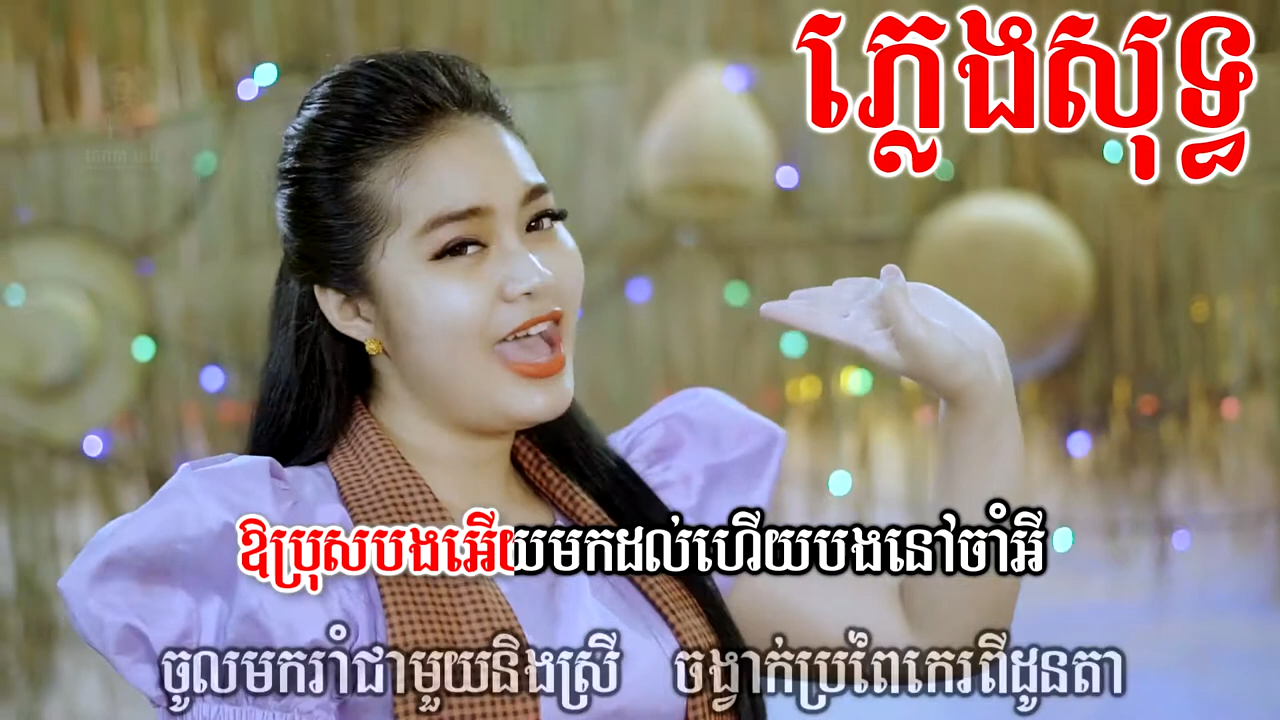 ភ្លេងសុទ្ធ
ឱប្រុសបងអើយមកដល់ហើយបងនៅចាំអី
ចូលមករាំជាមួយនិងស្រី ចង្វាក់ប្រពៃកេរពីដូនតា